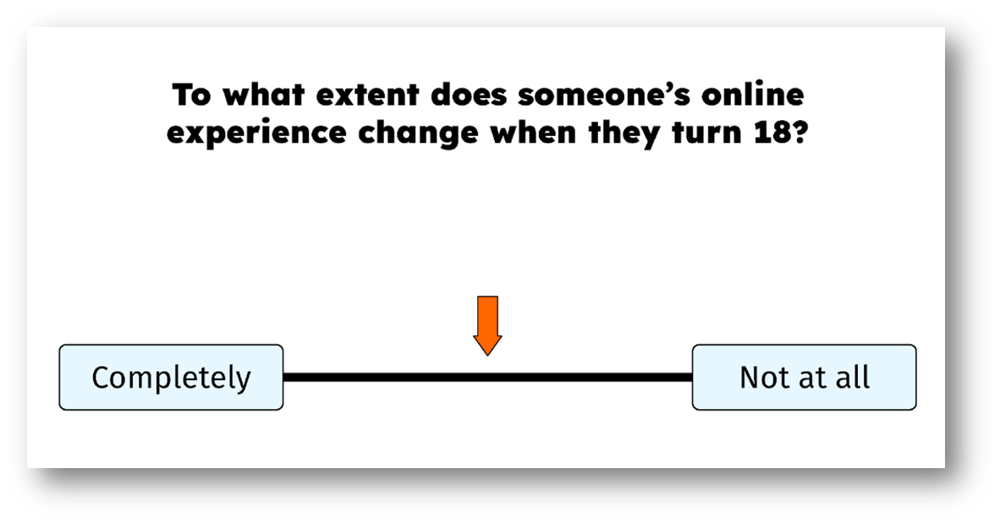 To what extent does someone’s online
experience change when they turn 18?
Completely
Not at all